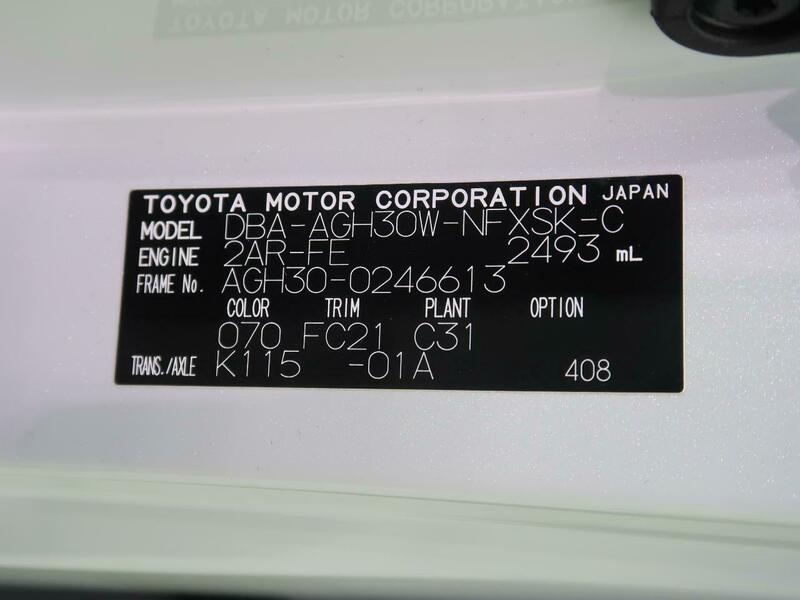 TOYOTA MOTOR CORPORATION JAPAN
MODEL DBA-AGH30W-NFXSK-C
ENGINE 2AR-FE 2493 mL
FRAME No. AGH30-0246613
COLOR TRIM PLANT OPTION
070 FC21 C31
TRANS./AXLE K115 -01A 408